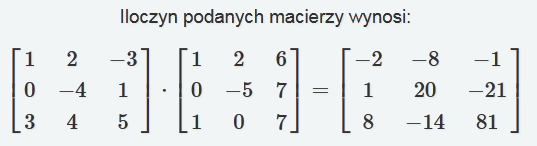 Iloczyn podanych macierzy wynosi:
[1 2 −3] [1 2 6] [−2 −8 −1]
[0 −4 1] · [0 −5 7] = [1 20 −21]
[3 4 5] [1 0 7] [8 −14 81]